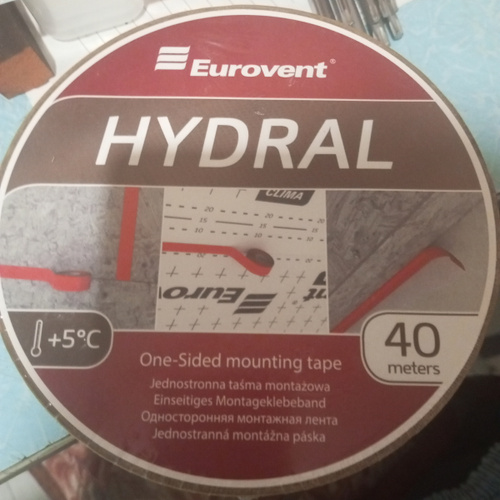 Eurovent®
HYDRAL
CLIMA
Eurov
+5°C
40
meters
One-Sided mounting tape
Jednostronna taśma montażowa
Einseitiges Montageklebeband
Односторонняя монтажная лента
Jednostranná montážna páska